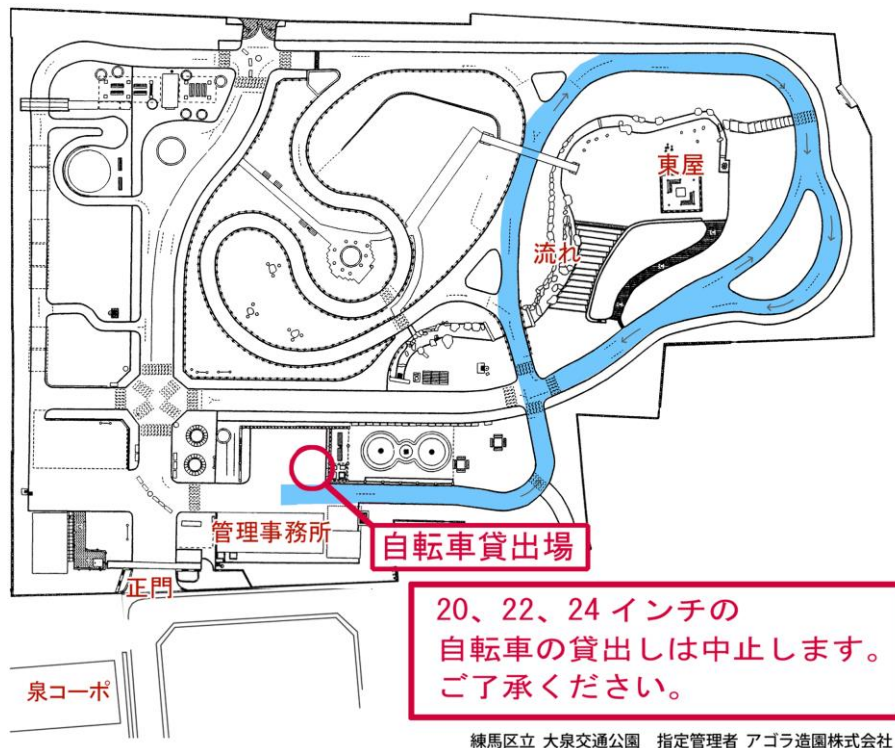 東屋
流れ
自転車貸出場
管理事務所
正門
20、22、24 インチの
自転車の貸出しは中止します。
ご了承ください。
泉コーポ
練馬区立 大泉交通公園　指定管理者 アゴラ造園株式会社